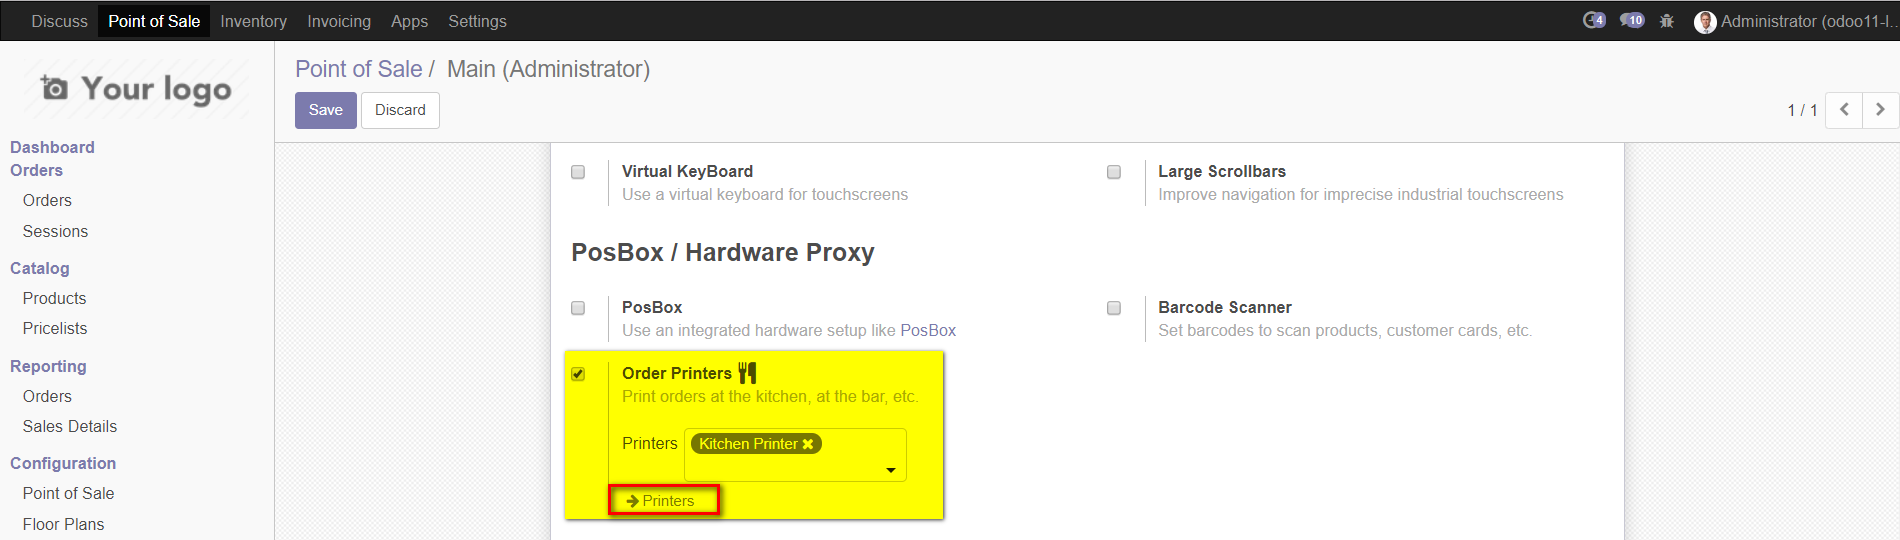 Discuss Point of Sale Inventory Invoicing Apps Settings 4 10 Administrator (odoo11-l...
Your logo
Point of Sale / Main (Administrator)
Save Discard 1 / 1
Dashboard
Orders
Orders
Sessions
Catalog
Products
Pricelists
Reporting
Orders
Sales Details
Configuration
Point of Sale
Floor Plans
Virtual KeyBoard
Use a virtual keyboard for touchscreens
Large Scrollbars
Improve navigation for imprecise industrial touchscreens
PosBox / Hardware Proxy
PosBox
Use an integrated hardware setup like PosBox
Barcode Scanner
Set barcodes to scan products, customer cards, etc.
Order Printers
Print orders at the kitchen, at the bar, etc.
Printers Kitchen Printer
Printers